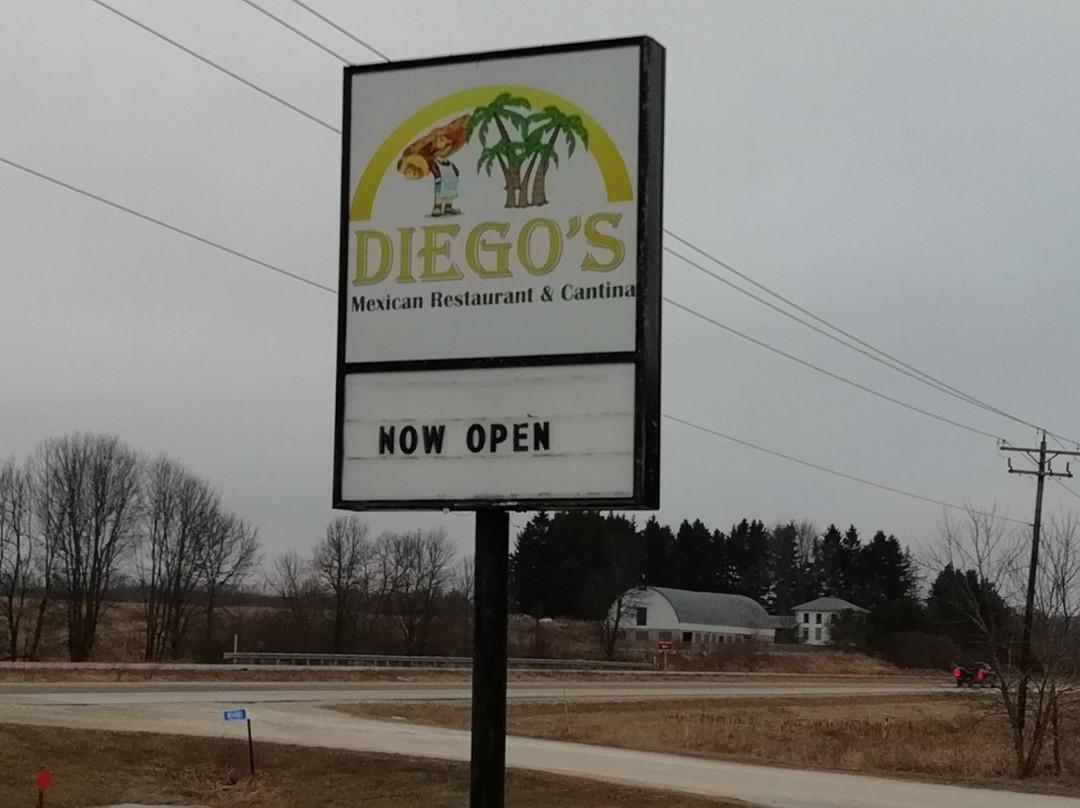 DIEGO'S
Mexican Restaurant & Cantina
NOW OPEN